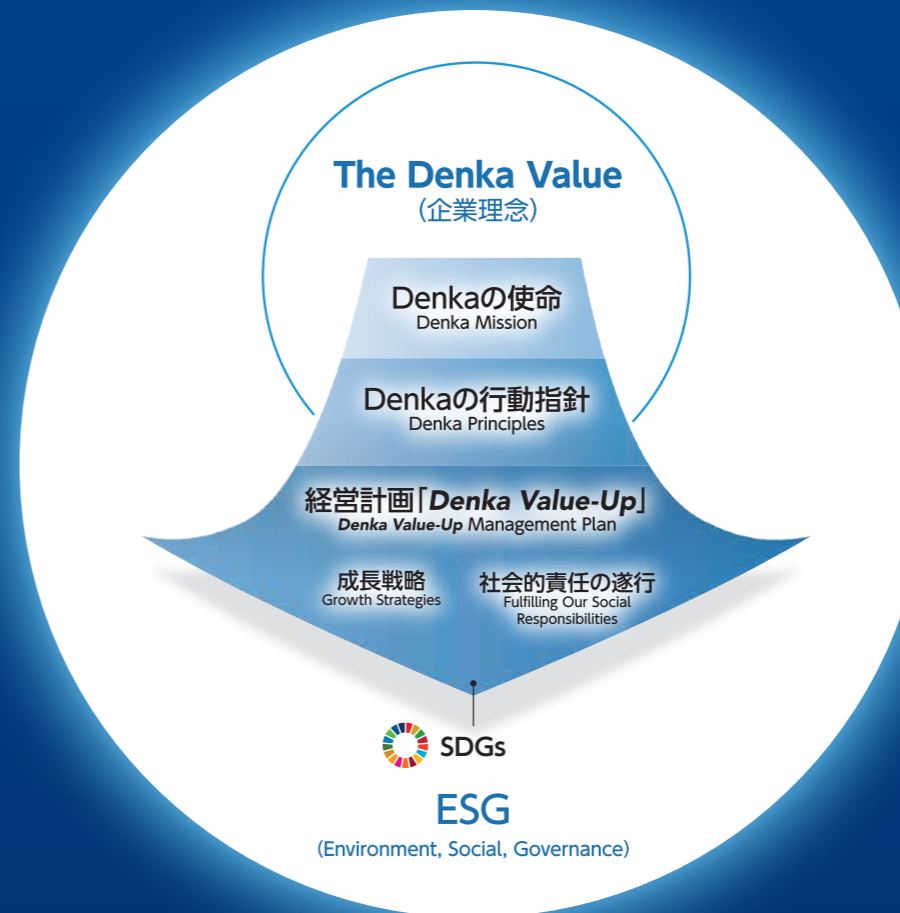 The Denka Value
（企業理念）
Denkaの使命
Denka Mission
Denkaの行動指針
Denka Principles
経営計画「Denka Value-Up」
Denka Value-Up Management Plan
成長戦略
Growth Strategies
社会的責任の遂行
Fulfilling Our Social
Responsibilities
SDGs
ESG
(Environment, Social, Governance)